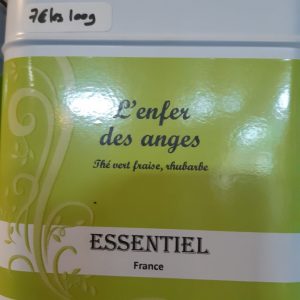 7€ les 100g
L'enfer
des anges
Thé vert fraise, rhubarbe
ESSENTIEL
France